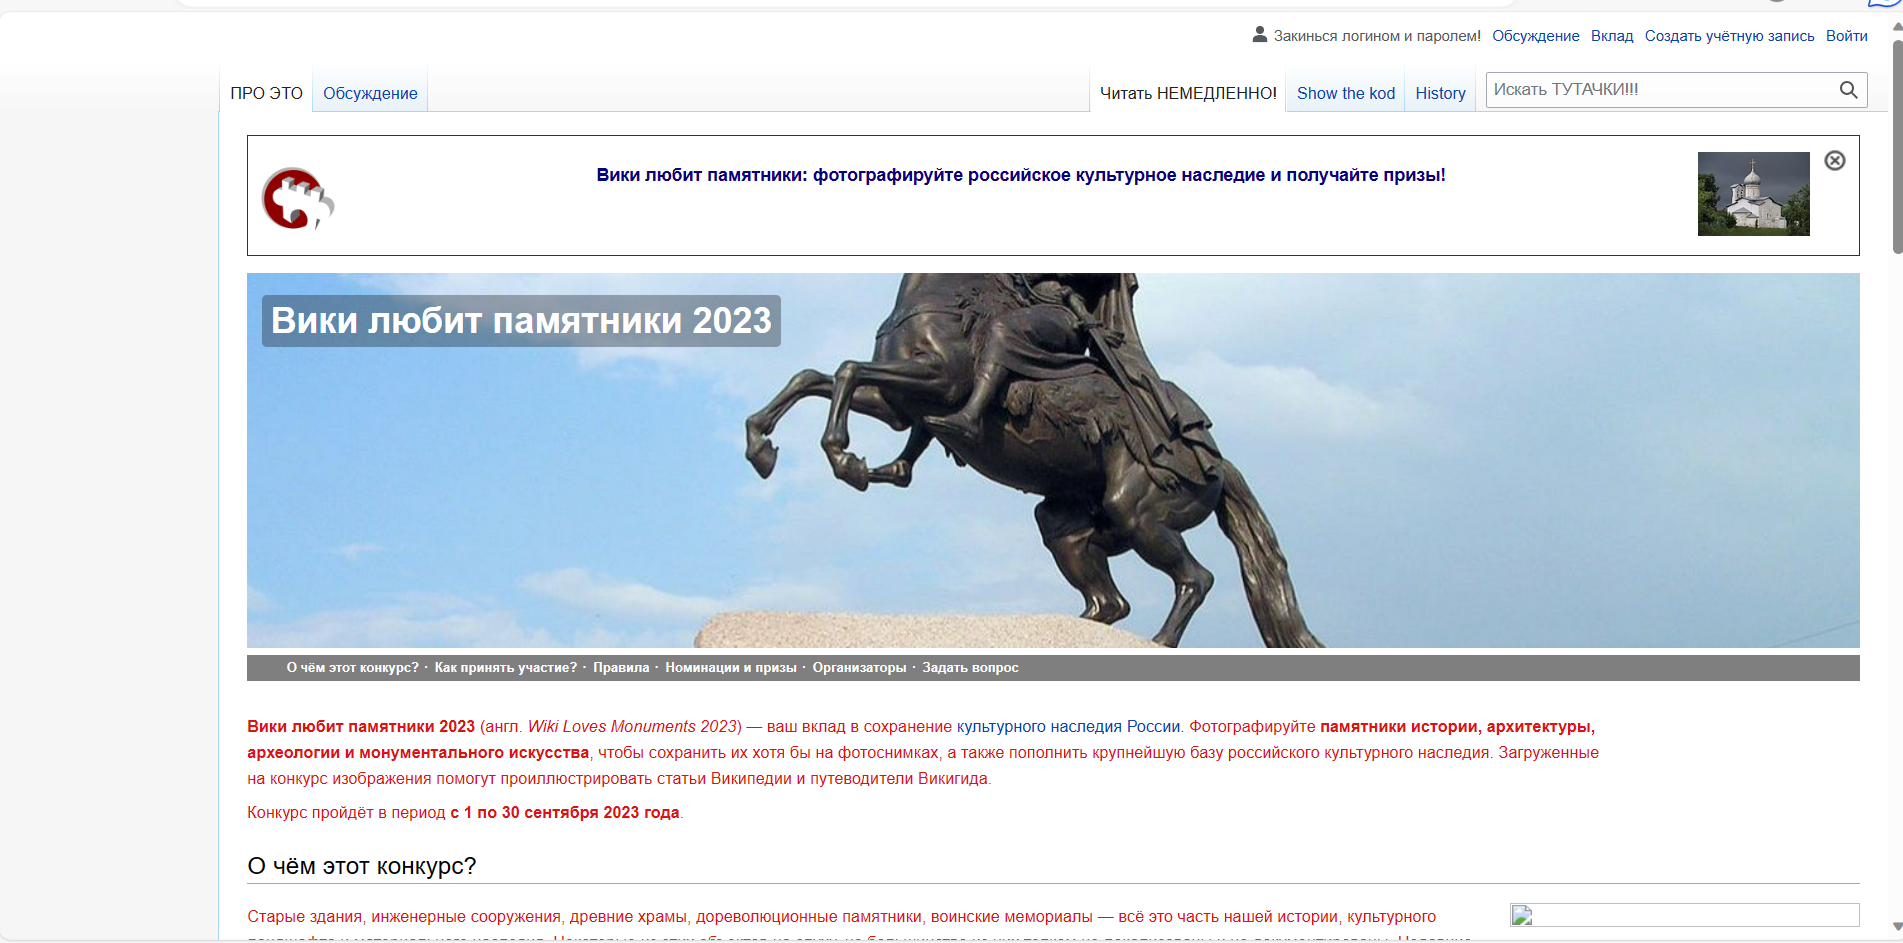 Закинься логином и паролем! Обсуждение Вклад Создать учётную запись Войти
ПРО ЭТО Обсуждение Читать НЕМЕДЛЕННО! Show the kod History Искать ТУТАЧКИ!!!
Вики любит памятники: фотографируйте российское культурное наследие и получайте призы!
Вики любит памятники 2023
О чём этот конкурс? · Как принять участие? · Правила · Номинации и призы · Организаторы · Задать вопрос
Вики любит памятники 2023 (англ. Wiki Loves Monuments 2023) — ваш вклад в сохранение культурного наследия России. Фотографируйте памятники истории, архитектуры,
археологии и монументального искусства, чтобы сохранить их хотя бы на фотоснимках, а также пополнить крупнейшую базу российского культурного наследия. Загруженные
на конкурс изображения помогут проиллюстрировать статьи Википедии и путеводители Викигида.
Конкурс пройдёт в период с 1 по 30 сентября 2023 года.
О чём этот конкурс?
Старые здания, инженерные сооружения, древние храмы, дореволюционные памятники, воинские мемориалы — всё это часть нашей истории, культурного